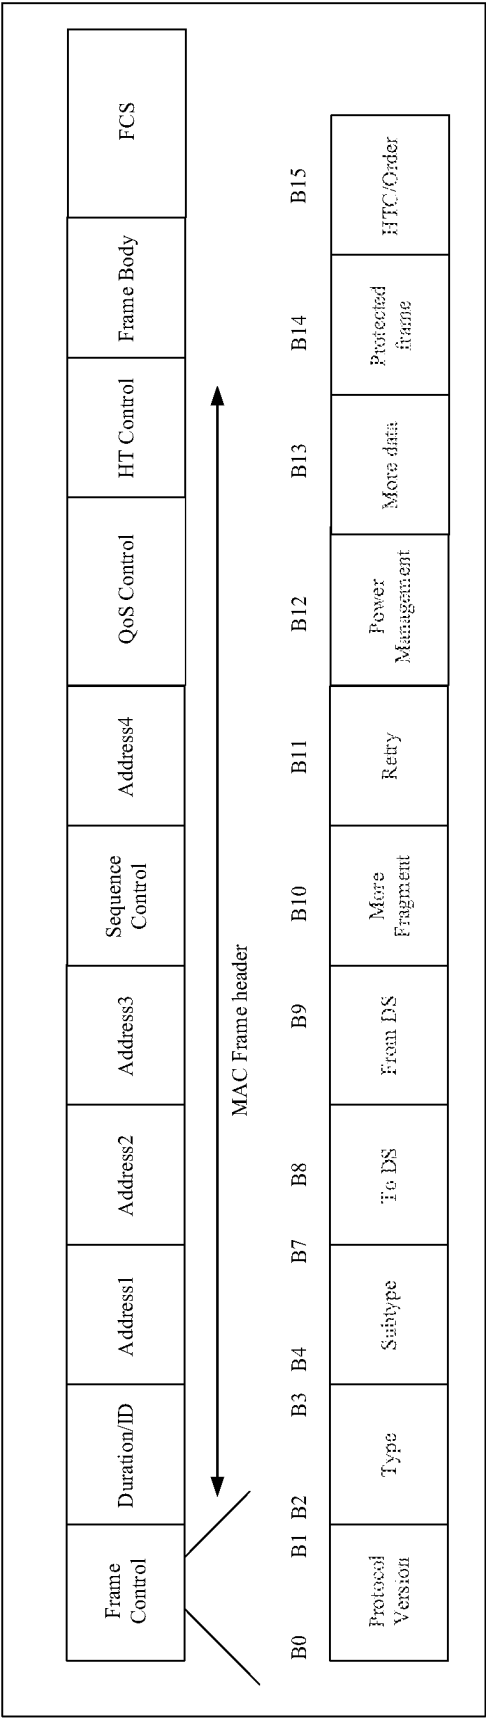 Frame
Control
Duration/ID
Address1
Address2
Address3
Sequence
Control
Address4
QoS Control
HT Control
Frame Body
FCS
MAC Frame header
B0
B1
B2
B3
B4
B7
B8
B9
B10
B11
B12
B13
B14
B15
Protocol
Version
Type
Subtype
To DS
From DS
More
Fragment
Retry
Power
Management
More data
Protected
frame
HTC/Order